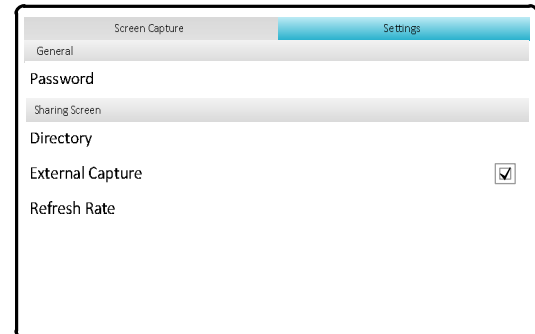 Screen Capture Settings
General
Password
Sharing Screen
Directory
External Capture
Refresh Rate